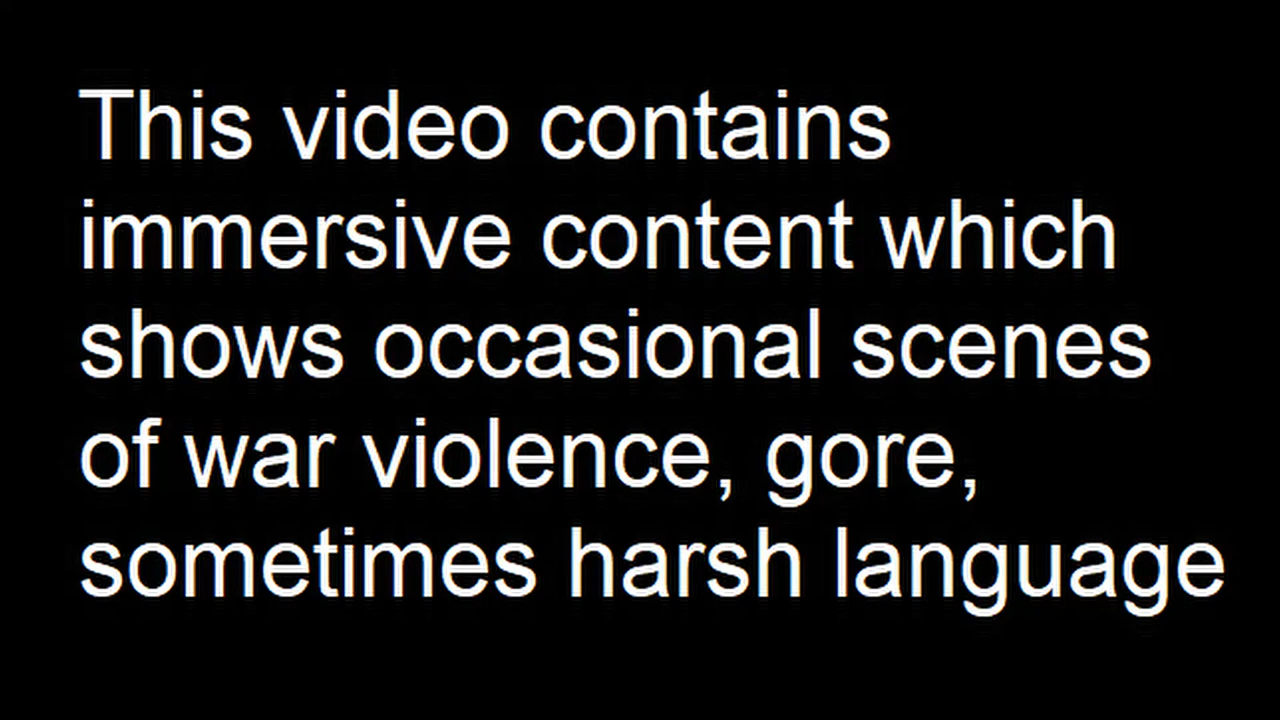 This video contains
immersive content which
shows occasional scenes
of war violence, gore,
sometimes harsh language